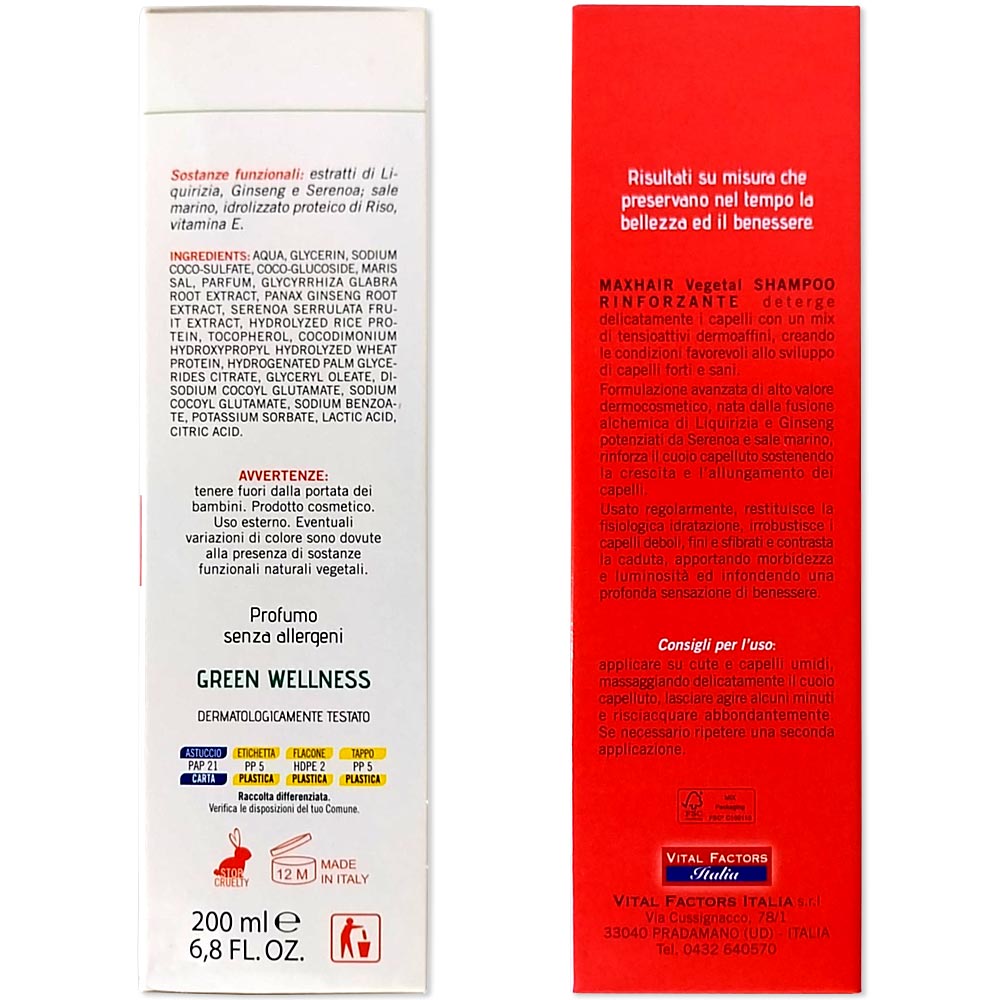 Sostanze funzionali: estratti di Li-
quirizia, Ginseng e Serenoa; sale
marino, idrolizzato proteico di Riso,
vitamina E.
INGREDIENTS: AQUA, GLYCERIN, SODIUM
COCO-SULFATE, COCO-GLUCOSIDE, MARIS
SAL, PARFUM, GLYCYRRHIZA GLABRA
ROOT EXTRACT, PANAX GINSENG ROOT
EXTRACT, SERENOA SERRULATA FRU-
IT EXTRACT, HYDROLYZED RICE PRO-
TEIN, TOCOPHEROL, COCODIMONIUM
HYDROXYPROPYL HYDROLYZED WHEAT
PROTEIN, HYDROGENATED PALM GLYCE-
RIDES CITRATE, GLYCERYL OLEATE, DI-
SODIUM COCOYL GLUTAMATE, SODIUM
COCOYL GLUTAMATE, SODIUM BENZOA-
TE, POTASSIUM SORBATE, LACTIC ACID,
CITRIC ACID.
AVVERTENZE:
tenere fuori dalla portata dei
bambini. Prodotto cosmetico.
Uso esterno. Eventuali
variazioni di colore sono dovute
alla presenza di sostanze
funzionali naturali vegetali.
Profumo
senza allergeni
GREEN WELLNESS
DERMATOLOGICAMENTE TESTATO
ASTUCCIO ETICHETTA FLACONE TAPPO
PAP 21 PP 5 HDPE 2 PP 5
CARTA PLASTICA PLASTICA PLASTICA
Raccolta differenziata.
Verifica le disposizioni del tuo Comune.
STOP
CRUELTY
12 M
MADE
IN ITALY
200 ml e
6,8 FL. OZ.
Risultati su misura che
preservano nel tempo la
bellezza ed il benessere.
MAXHAIR Vegetal SHAMPOO
RINFORZANTE deterge
delicatamente i capelli con un mix
di tensioattivi dermoaffini, creando
le condizioni favorevoli allo sviluppo
di capelli forti e sani.
Formulazione avanzata di alto valore
dermocosmetico, nata dalla fusione
alchemica di Liquirizia e Ginseng
potenziati da Serenoa e sale marino,
rinforza il cuoio capelluto sostenendo
la crescita e l'allungamento dei
capelli.
Usato regolarmente, restituisce la
fisiologica idratazione, irrobustisce i
capelli deboli, fini e sfibrati e contrasta
la caduta, apportando morbidezza
e luminosità ed infondendo una
profonda sensazione di benessere.
Consigli per l'uso:
applicare su cute e capelli umidi,
massaggiando delicatamente il cuoio
capelluto, lasciare agire alcuni minuti
e risciacquare abbondantemente.
Se necessario ripetere una seconda
applicazione.
FSC
MIX
Packaging
VITAL FACTORS
Italia
VITAL FACTORS ITALIA s.r.l
Via Cussignacco, 78/1
33040 PRADAMANO (UD) - ITALIA
Tel. 0432 640570